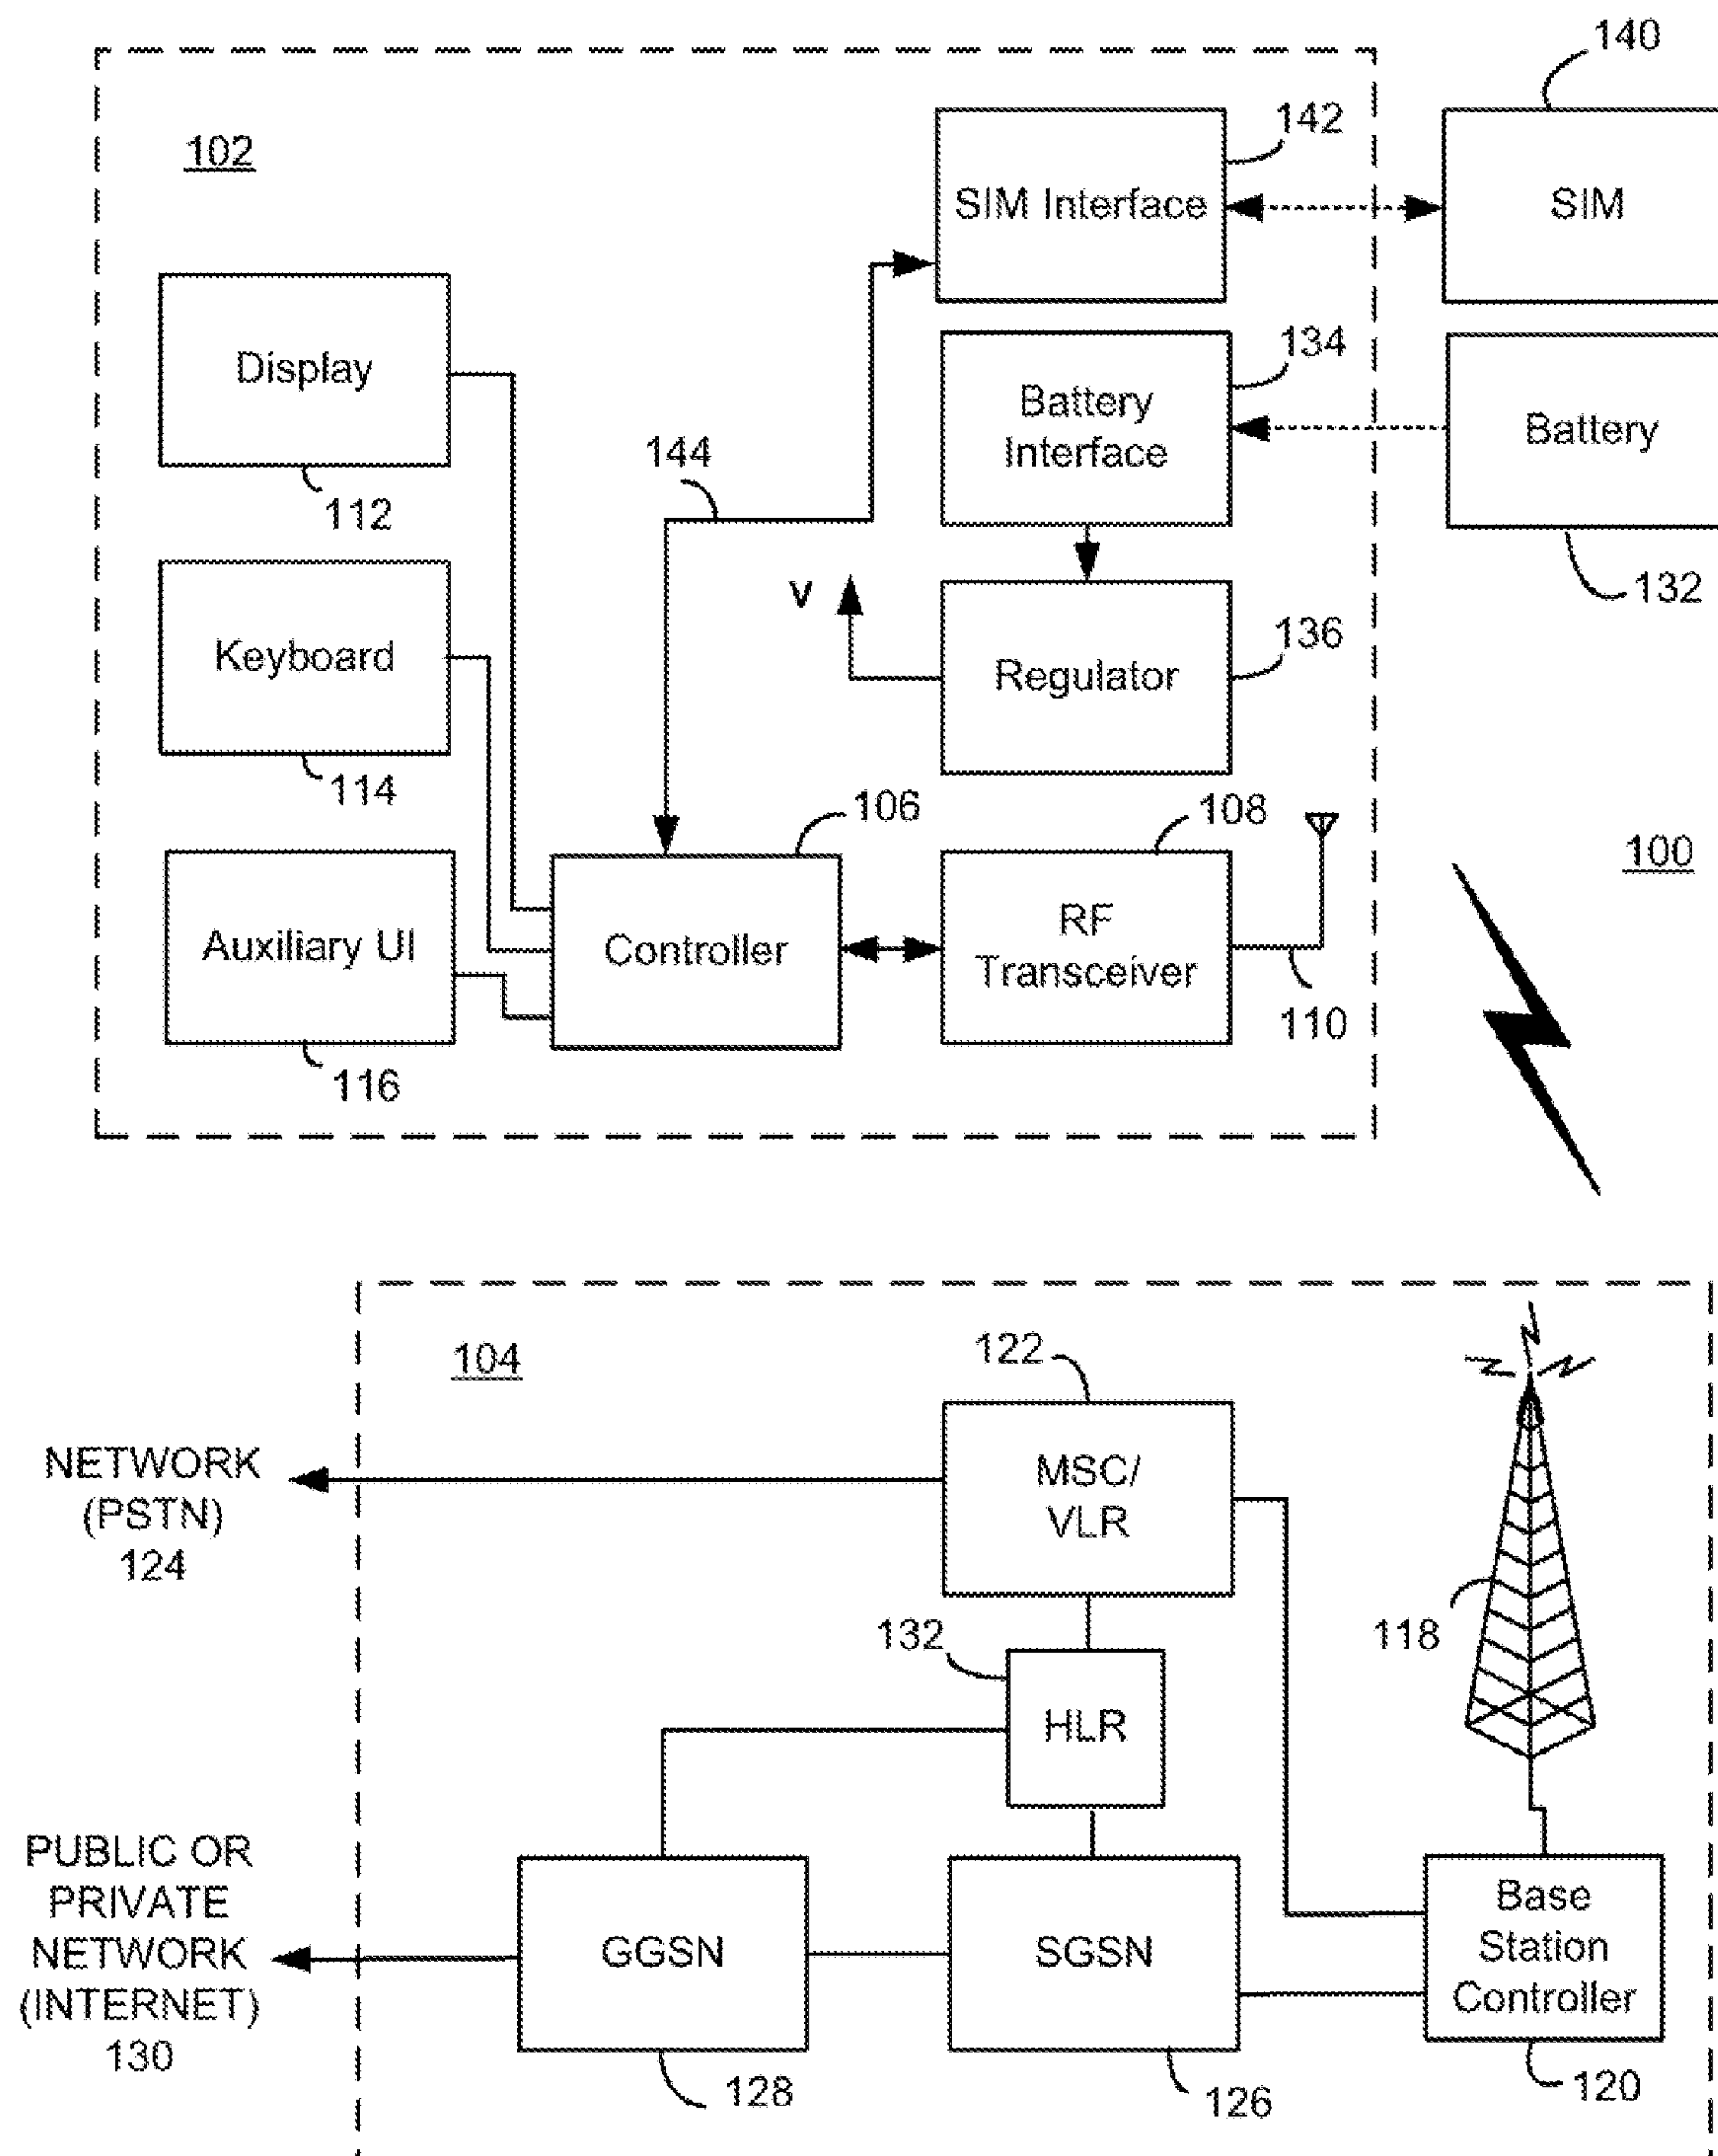 140
142
102
SIM Interface
SIM
134
Display
Battery
Interface
Battery
144
112
V
132
136
Keyboard
Regulator
114
106
108
100
RF
Transceiver
Auxiliary UI
Controller
110
116
104
122
NETWORK
(PSTN)
124
MSC/
VLR
118
132
HLR
PUBLIC OR
PRIVATE
NETWORK
(INTERNET)
130
GGSN
SGSN
Base
Station
Controller
128
126
120